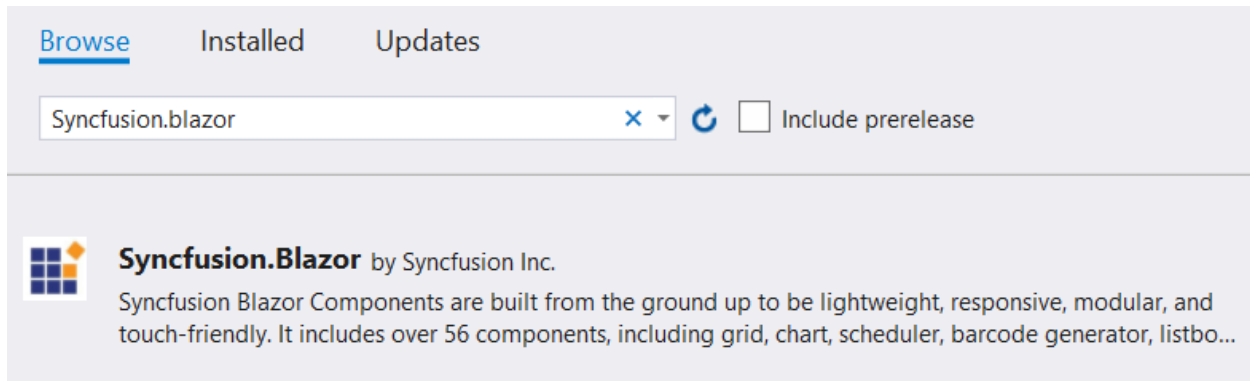 Browse Installed Updates
Syncfusion.blazor Include prerelease
Syncfusion.Blazor by Syncfusion Inc.
Syncfusion Blazor Components are built from the ground up to be lightweight, responsive, modular, and
touch-friendly. It includes over 56 components, including grid, chart, scheduler, barcode generator, listbo...